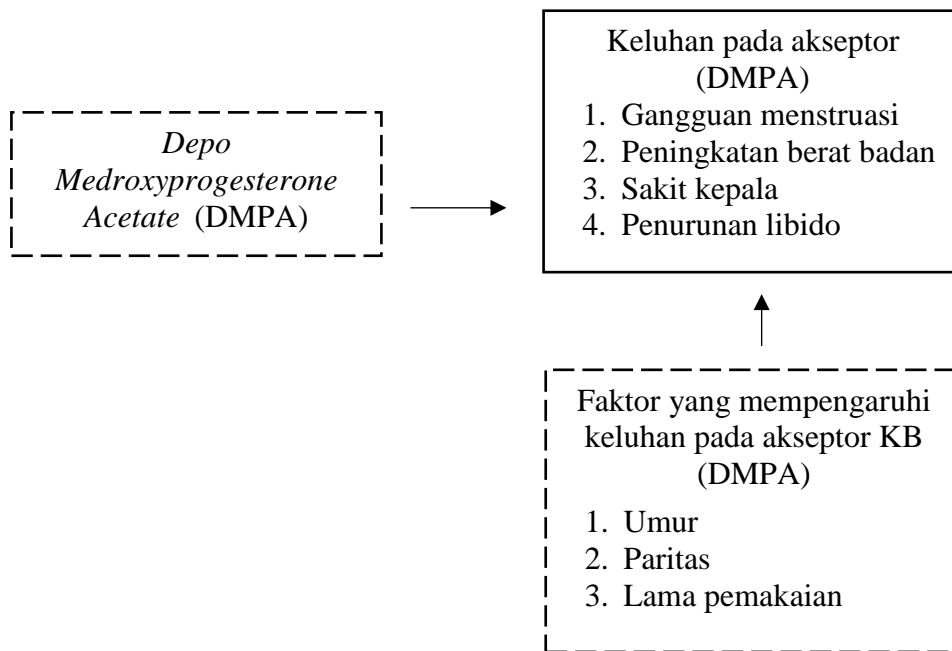 Depo
Medroxyprogesterone
Acetate (DMPA)
Keluhan pada akseptor
(DMPA)
1. Gangguan menstruasi
2. Peningkatan berat badan
3. Sakit kepala
4. Penurunan libido
Faktor yang mempengaruhi
keluhan pada akseptor KB
(DMPA)
1. Umur
2. Paritas
3. Lama pemakaian